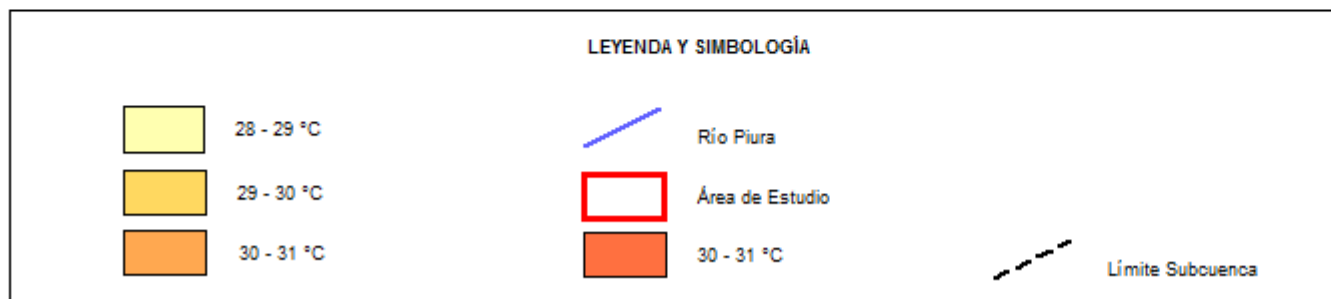 LEYENDA Y SIMBOLOGÍA
28 - 29 °C
29 - 30 °C
30 - 31 °C
Río Piura
Área de Estudio
30 - 31 °C
Límite Subcuenca